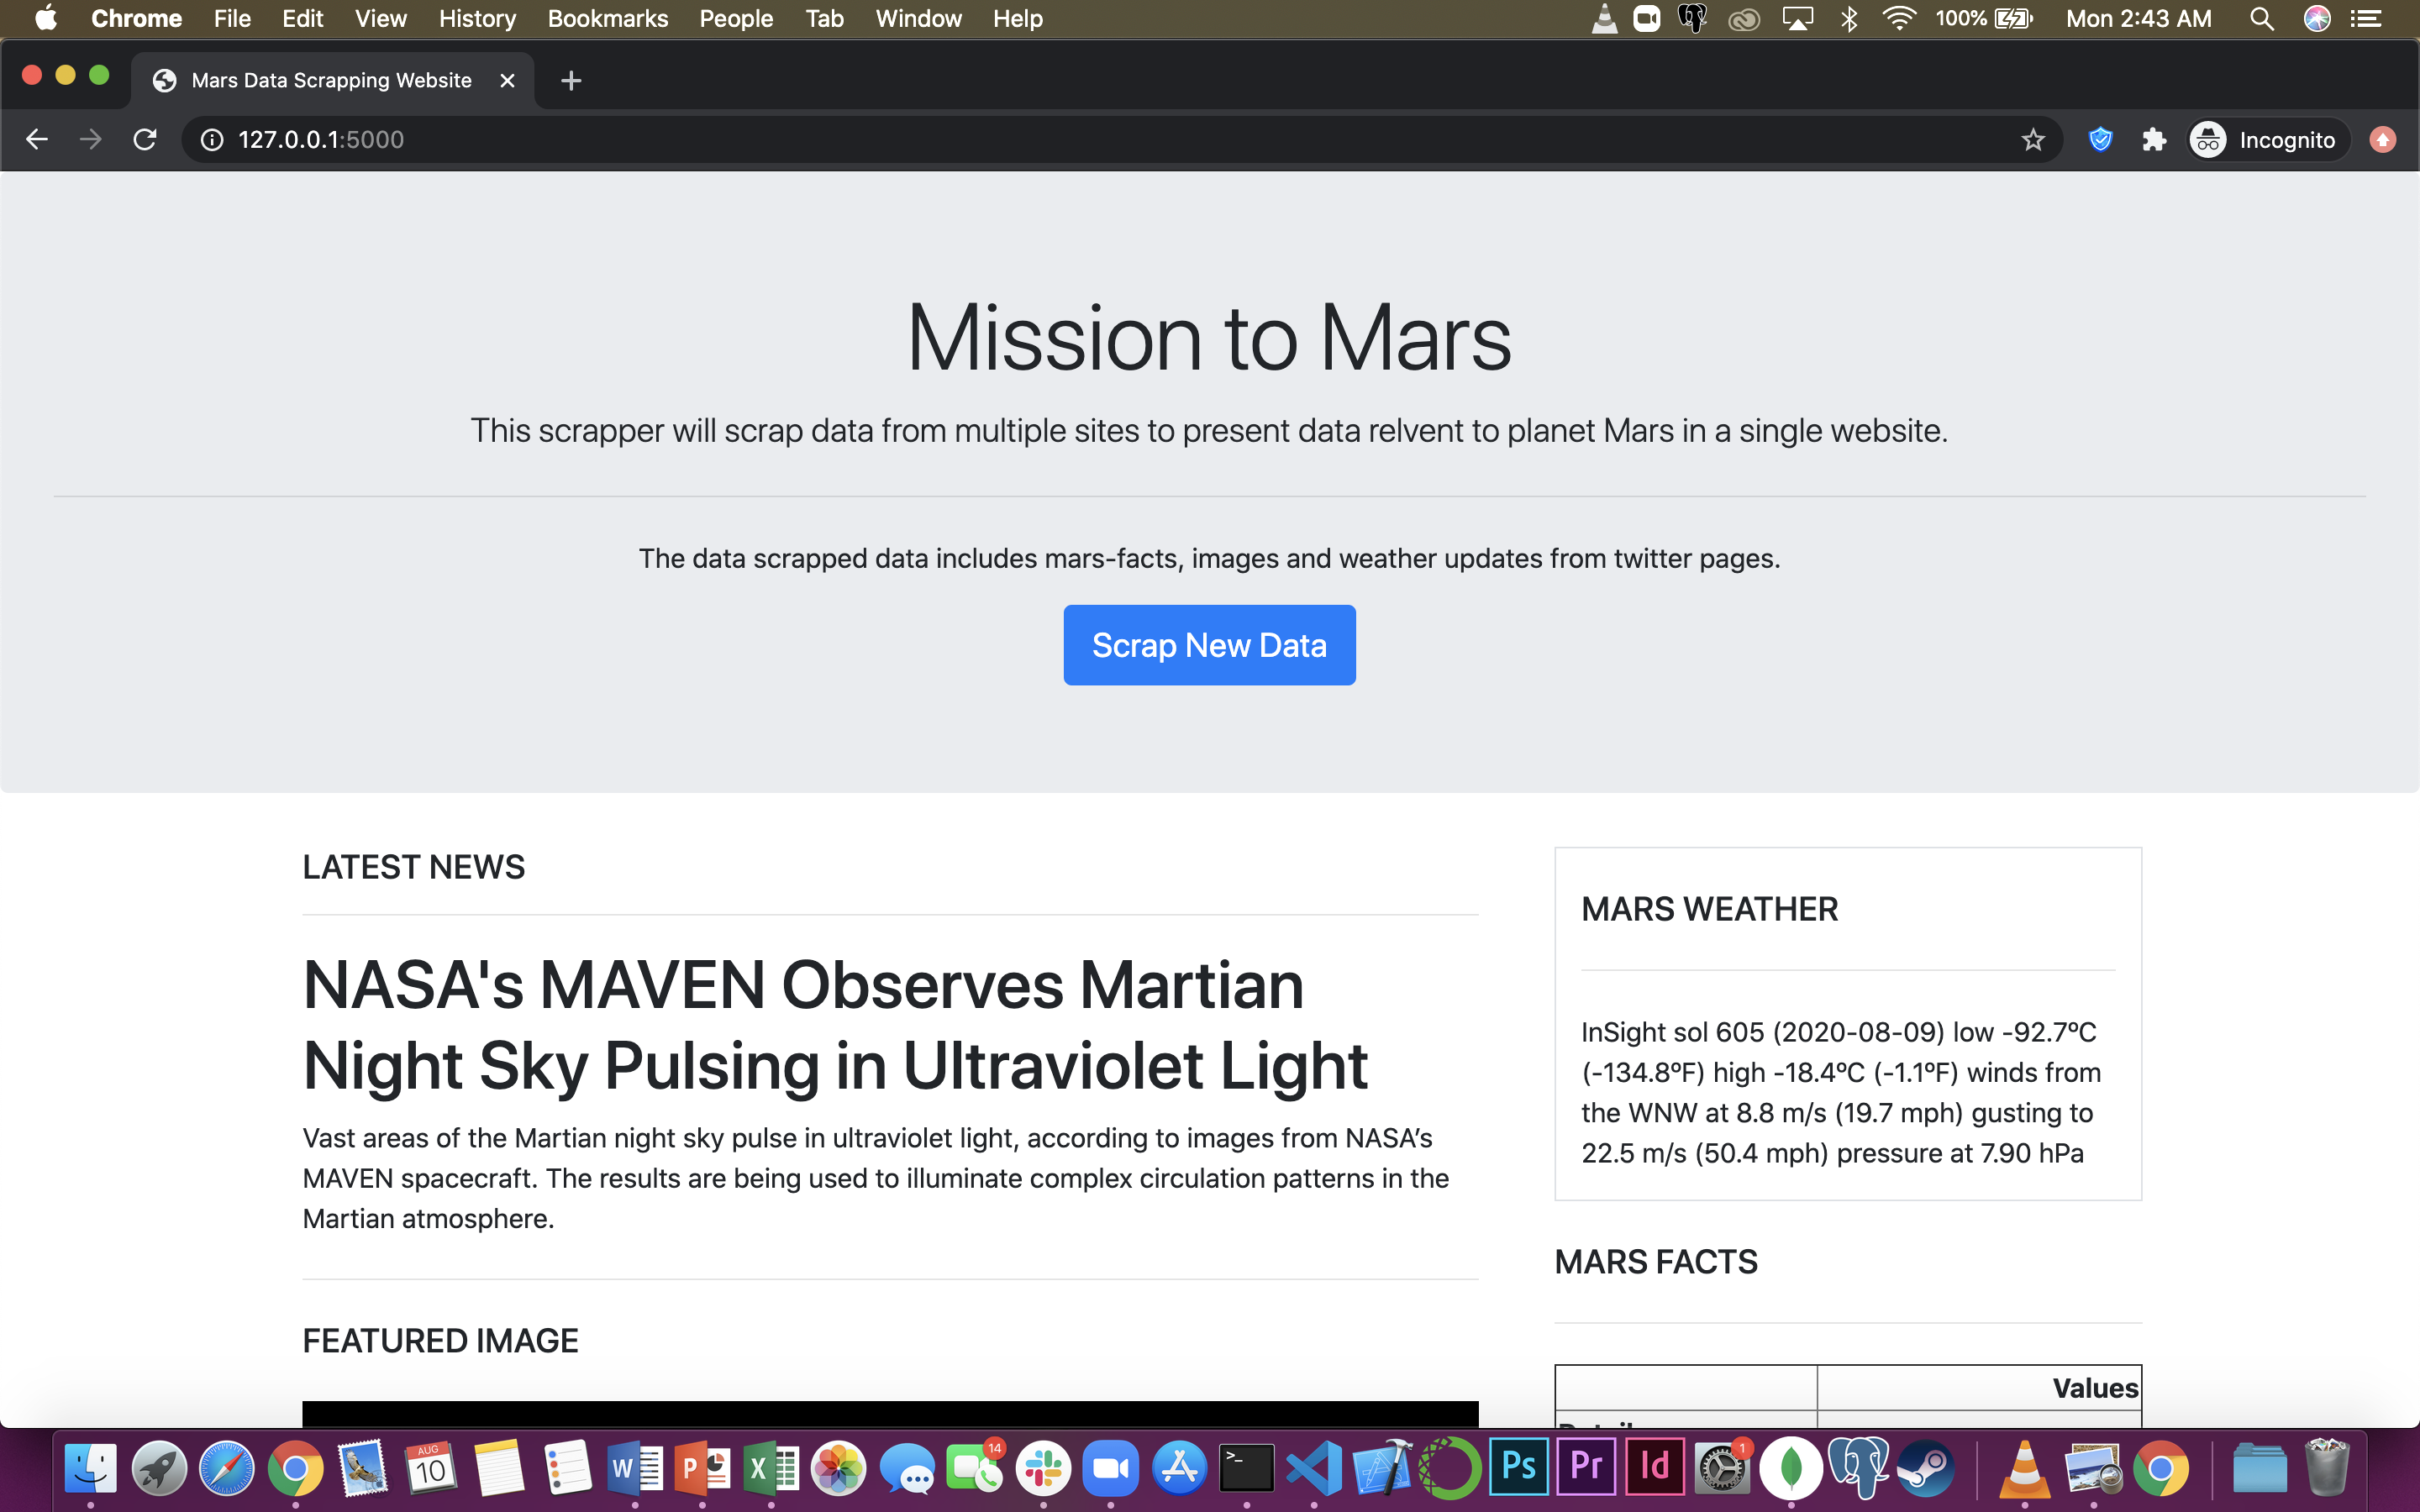 Chrome File Edit View History Bookmarks People Tab Window Help 100% Mon 2:43 AM
Mars Data Scrapping Website
127.0.0.1:5000 Incognito
Mission to Mars
This scrapper will scrap data from multiple sites to present data relvent to planet Mars in a single website.
The data scrapped data includes mars-facts, images and weather updates from twitter pages.
Scrap New Data
LATEST NEWS
NASA's MAVEN Observes Martian
Night Sky Pulsing in Ultraviolet Light
Vast areas of the Martian night sky pulse in ultraviolet light, according to images from NASA’s
MAVEN spacecraft. The results are being used to illuminate complex circulation patterns in the
Martian atmosphere.
FEATURED IMAGE
MARS WEATHER
InSight sol 605 (2020-08-09) low -92.7ºC
(-134.8ºF) high -18.4ºC (-1.1ºF) winds from
the WNW at 8.8 m/s (19.7 mph) gusting to
22.5 m/s (50.4 mph) pressure at 7.90 hPa
MARS FACTS
Values
AUG
10
W
P
X
14
>_
Ps
Pr
Id
1